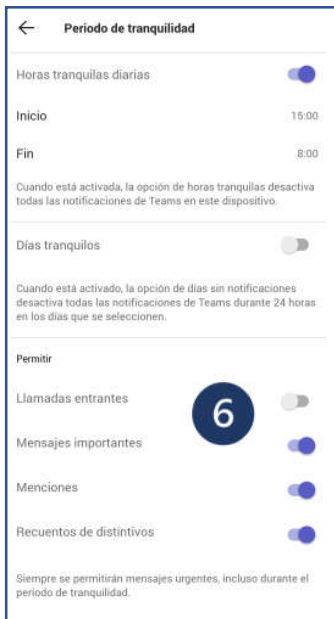 Periodo de tranquilidad
Horas tranquilas diarias
Inicio 15:00
Fin 8:00
Cuando está activada, la opción de horas tranquilas desactiva
todas las notificaciones de Teams en este dispositivo.
Días tranquilos
Cuando está activado, la opción de días sin notificaciones
desactiva todas las notificaciones de Teams durante 24 horas
en los días que se seleccionen.
Permitir
Llamadas entrantes
6
Mensajes importantes
Menciones
Recuentos de distintivos
Siempre se permitirán mensajes urgentes, incluso durante el
periodo de tranquilidad.